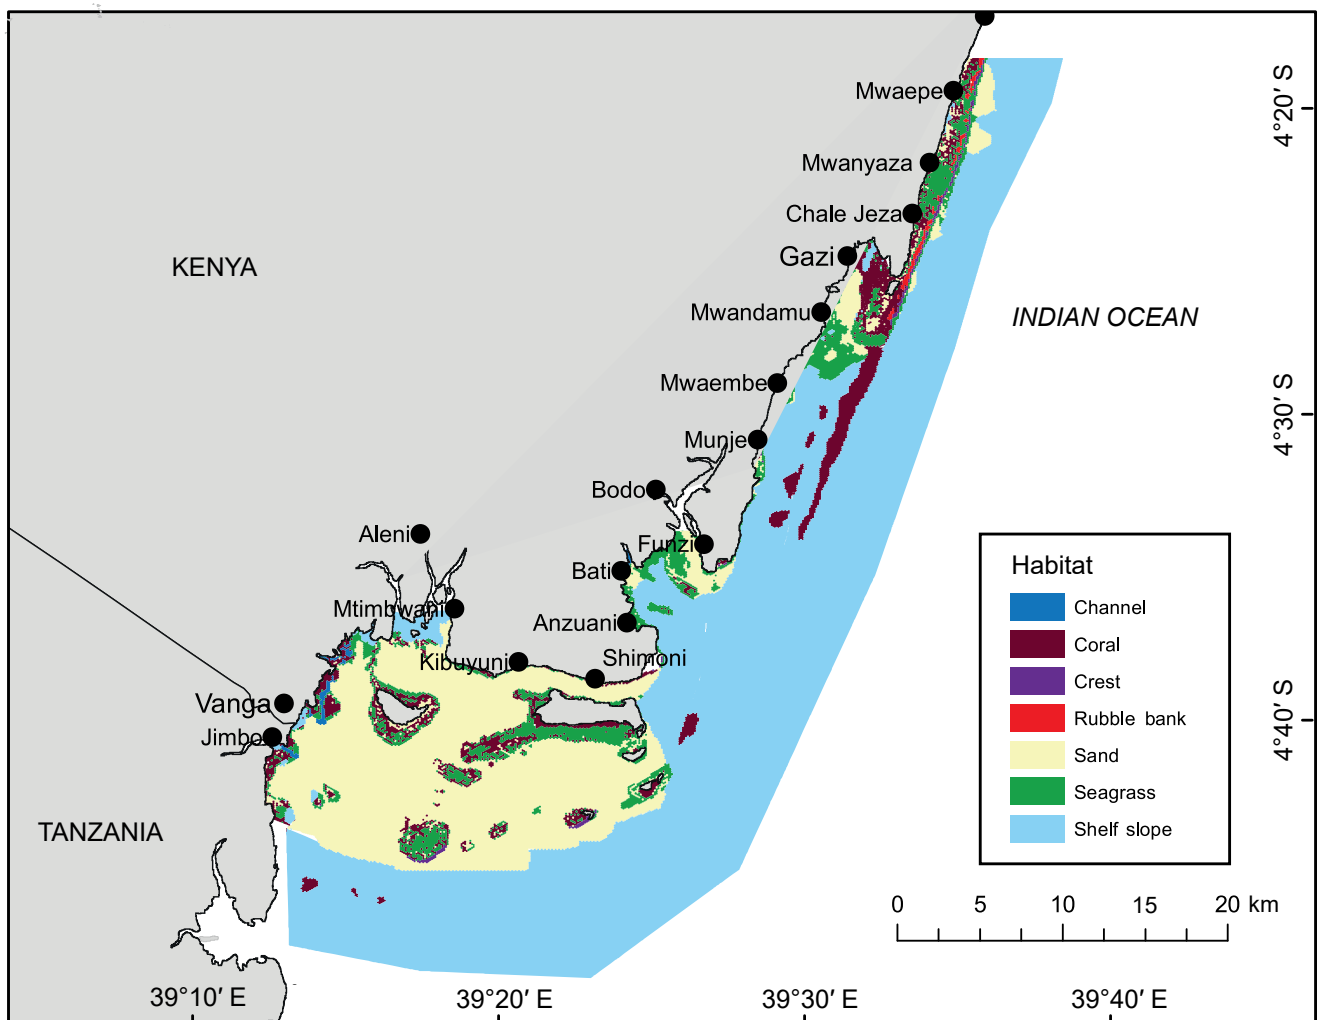 Mwaepe
4°20′ S
Mwanyaza
Chale Jeza
Gazi
KENYA
Mwandamu
INDIAN OCEAN
Mwaembe
4°30′ S
Munje
Bodo
Aleni
Funzi
Bati
Mtimbwani
Anzuani
Kibuyuni
Shimoni
Vanga
Jimbo
4°40′ S
TANZANIA
Habitat
Channel
Coral
Crest
Rubble bank
Sand
Seagrass
Shelf slope
0 5 10 15 20 km
39°10′ E 39°20′ E 39°30′ E 39°40′ E